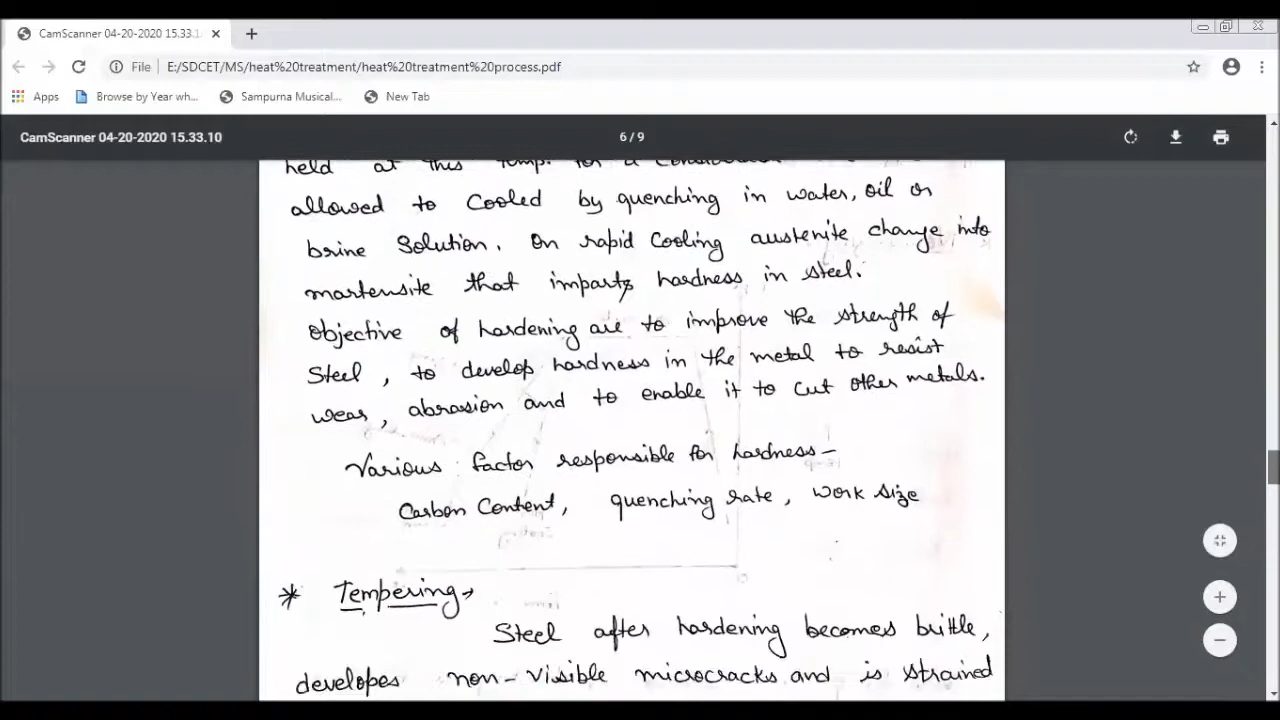 CamScanner 04-20-2020 15.33.1
File E:/SDCET/MS/heat%20treatment/heat%20treatment%20process.pdf
Apps Browse by Year wh... Sampurna Musical... New Tab
CamScanner 04-20-2020 15.33.10 6 / 9
held at this temp. for a
allowed to cooled by quenching in water, oil or
brine solution. On rapid cooling austenite change into
martensite that imparts hardness in steel.
Objective of hardening are to improve the strength of
Steel, to develop hardness in the metal to resist
wear, abrasion and to enable it to cut other metals.
Various factor responsible for hardness-
Carbon Content, quenching rate, work size
* Tempering→
Steel after hardening becomes brittle,
developes non-visible microcracks and is strained